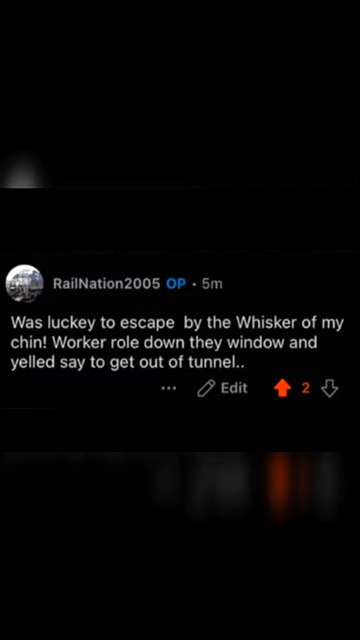 RailNation2005 OP • 5m
Was luckey to escape by the Whisker of my
chin! Worker role down they window and
yelled say to get out of tunnel..
... Edit 2